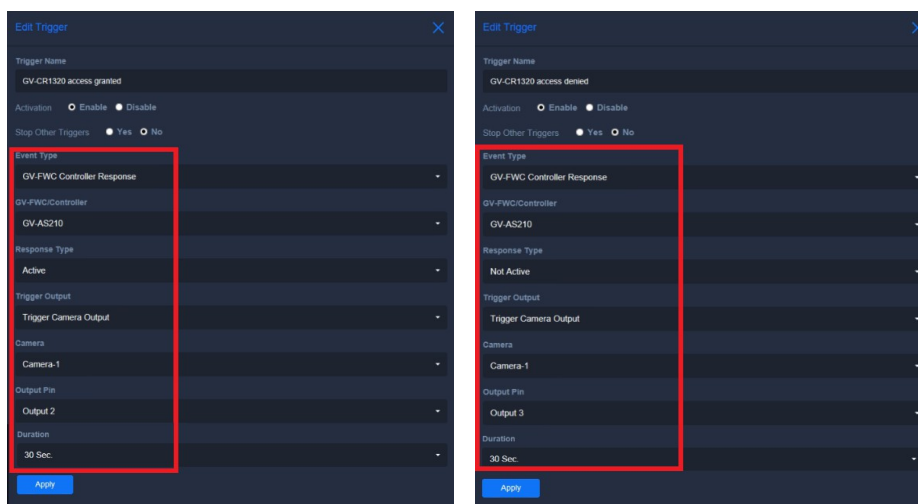 Edit Trigger
Trigger Name
GV-CR1320 access granted
Activation Enable Disable
Stop Other Triggers Yes No
Event Type
GV-FWC Controller Response
GV-FWC/Controller
GV-AS210
Response Type
Active
Trigger Output
Trigger Camera Output
Camera
Camera-1
Output Pin
Output 2
Duration
30 Sec.
Apply
Edit Trigger
Trigger Name
GV-CR1320 access denied
Activation Enable Disable
Stop Other Triggers Yes No
Event Type
GV-FWC Controller Response
GV-FWC/Controller
GV-AS210
Response Type
Not Active
Trigger Output
Trigger Camera Output
Camera
Camera-1
Output Pin
Output 3
Duration
30 Sec.
Apply